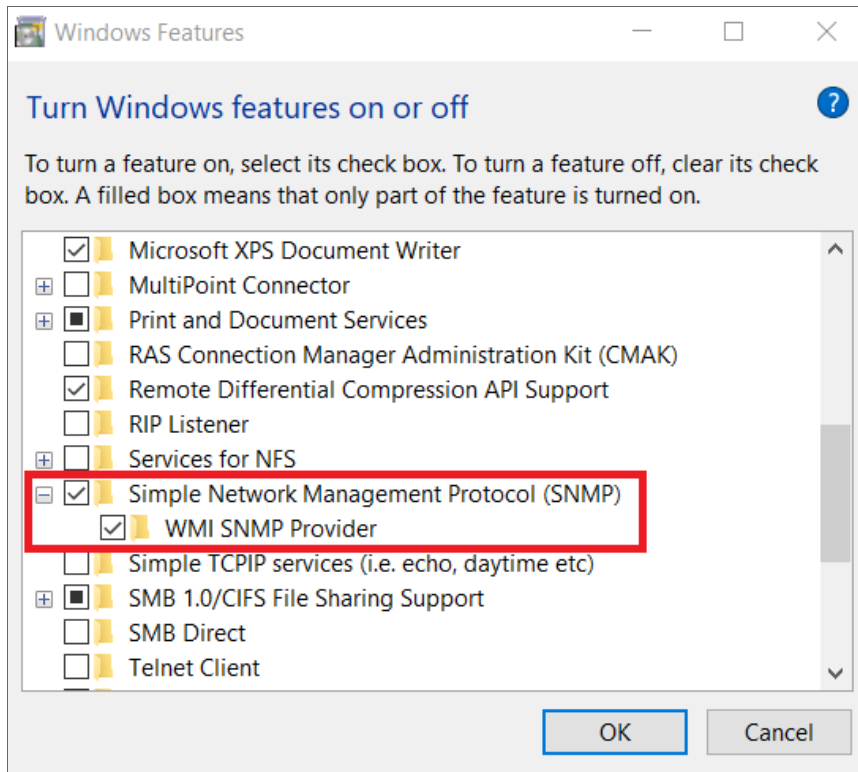 Windows Features
Turn Windows features on or off
?
To turn a feature on, select its check box. To turn a feature off, clear its check
box. A filled box means that only part of the feature is turned on.
Microsoft XPS Document Writer
MultiPoint Connector
Print and Document Services
RAS Connection Manager Administration Kit (CMAK)
Remote Differential Compression API Support
RIP Listener
Services for NFS
Simple Network Management Protocol (SNMP)
WMI SNMP Provider
Simple TCPIP services (i.e. echo, daytime etc)
SMB 1.0/CIFS File Sharing Support
SMB Direct
Telnet Client
OK Cancel